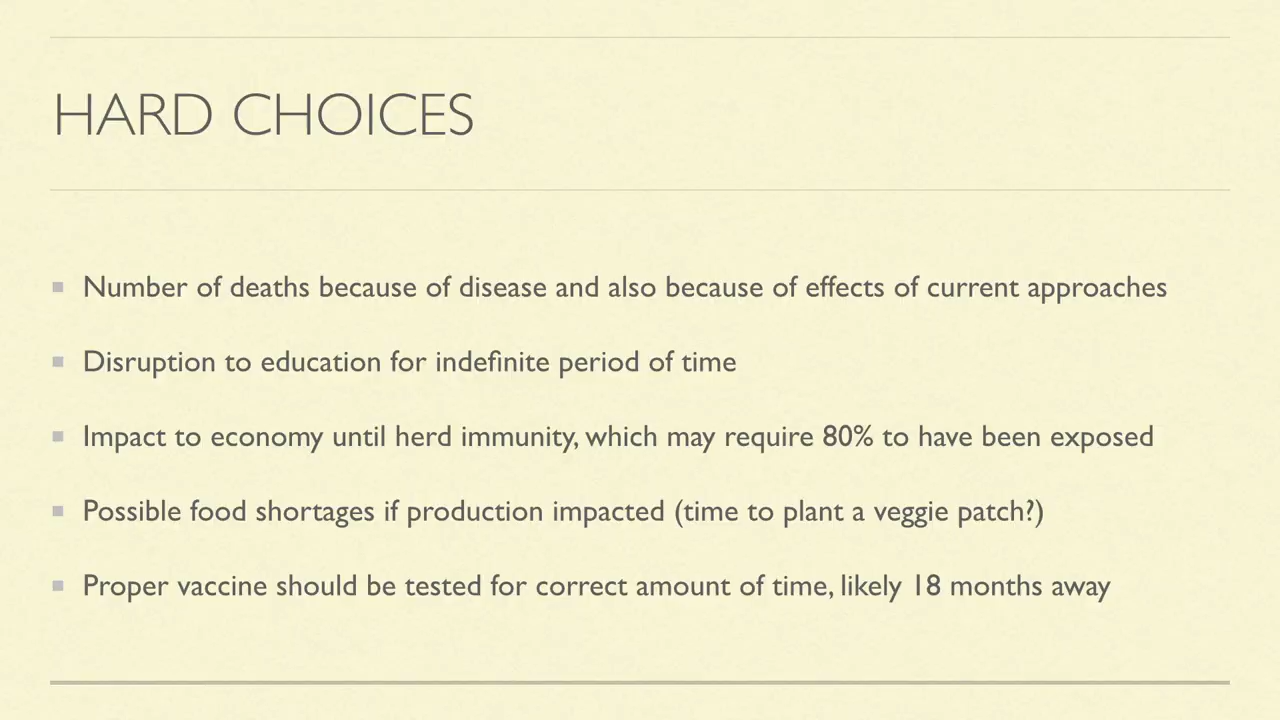 HARD CHOICES
Number of deaths because of disease and also because of effects of current approaches
Disruption to education for indefinite period of time
Impact to economy until herd immunity, which may require 80% to have been exposed
Possible food shortages if production impacted (time to plant a veggie patch?)
Proper vaccine should be tested for correct amount of time, likely 18 months away